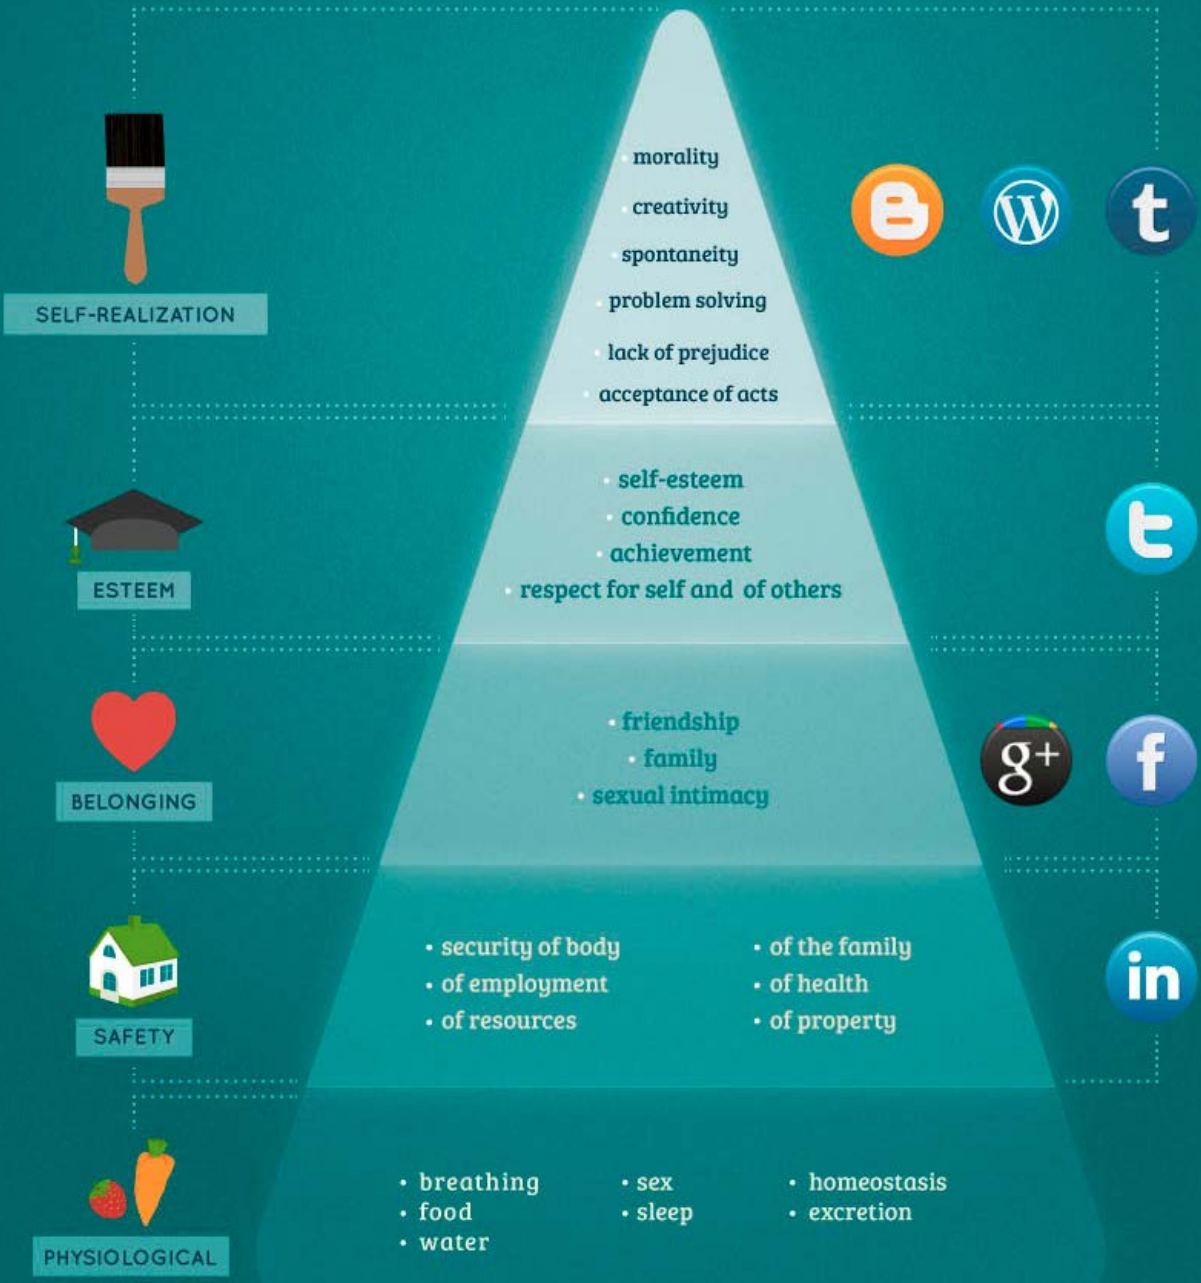 morality
creativity
spontaneity
problem solving
lack of prejudice
acceptance of acts
SELF-REALIZATION
B
W
t
• self-esteem
• confidence
• achievement
• respect for self and of others
ESTEEM
t
• friendship
• family
• sexual intimacy
BELONGING
g+
f
• security of body
• of employment
• of resources
• of the family
• of health
• of property
SAFETY
in
• breathing
• food
• water
• sex
• sleep
• homeostasis
• excretion
PHYSIOLOGICAL